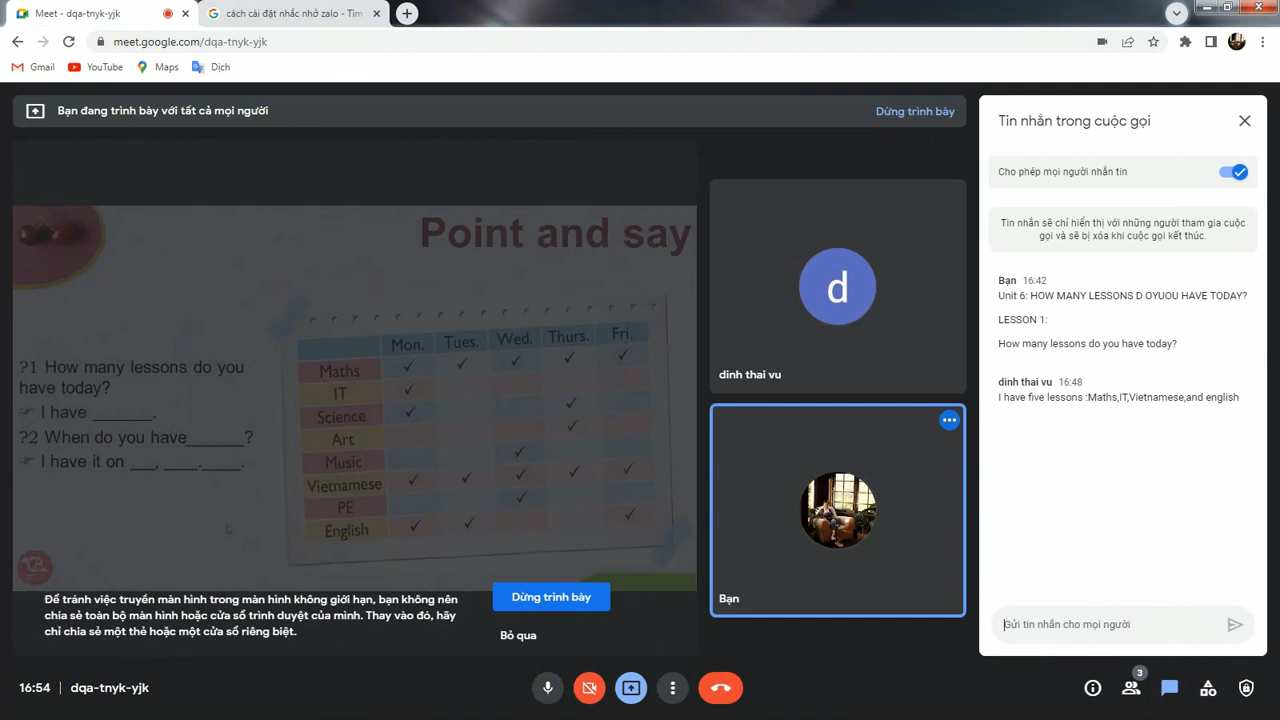 Meet - dqa-tnyk-yjk
cách cài đặt nhắc nhở zalo - Tìm
meet.google.com/dqa-tnyk-yjk
Gmail
YouTube
Maps
Dịch
Bạn đang trình bày với tất cả mọi người
Dừng trình bày
Point and say
?1 How many lessons do you
have today?
☞ I have ______.
?2 When do you have______?
☞ I have it on ___, ____.____.
Mon. Tues. Wed. Thurs. Fri.
Maths ✓ ✓ ✓ ✓ ✓
IT ✓
Science ✓ ✓
Art ✓
Music ✓
Vietnamese ✓ ✓ ✓ ✓ ✓
PE ✓
English ✓ ✓ ✓
Để tránh việc truyền màn hình trong màn hình không giới hạn, bạn không nên
chia sẻ toàn bộ màn hình hoặc cửa sổ trình duyệt của mình. Thay vào đó, hãy
chỉ chia sẻ một thẻ hoặc một cửa sổ riêng biệt.
Dừng trình bày
Bỏ qua
d
dinh thai vu
Bạn
Tin nhắn trong cuộc gọi
Cho phép mọi người nhắn tin
Tin nhắn sẽ chỉ hiển thị với những người tham gia cuộc
gọi và sẽ bị xóa khi cuộc gọi kết thúc.
Bạn 16:42
Unit 6: HOW MANY LESSONS D OYUOU HAVE TODAY?
LESSON 1:
How many lessons do you have today?
dinh thai vu 16:48
I have five lessons :Maths,IT,Vietnamese,and english
Gửi tin nhắn cho mọi người
16:54 | dqa-tnyk-yjk
3